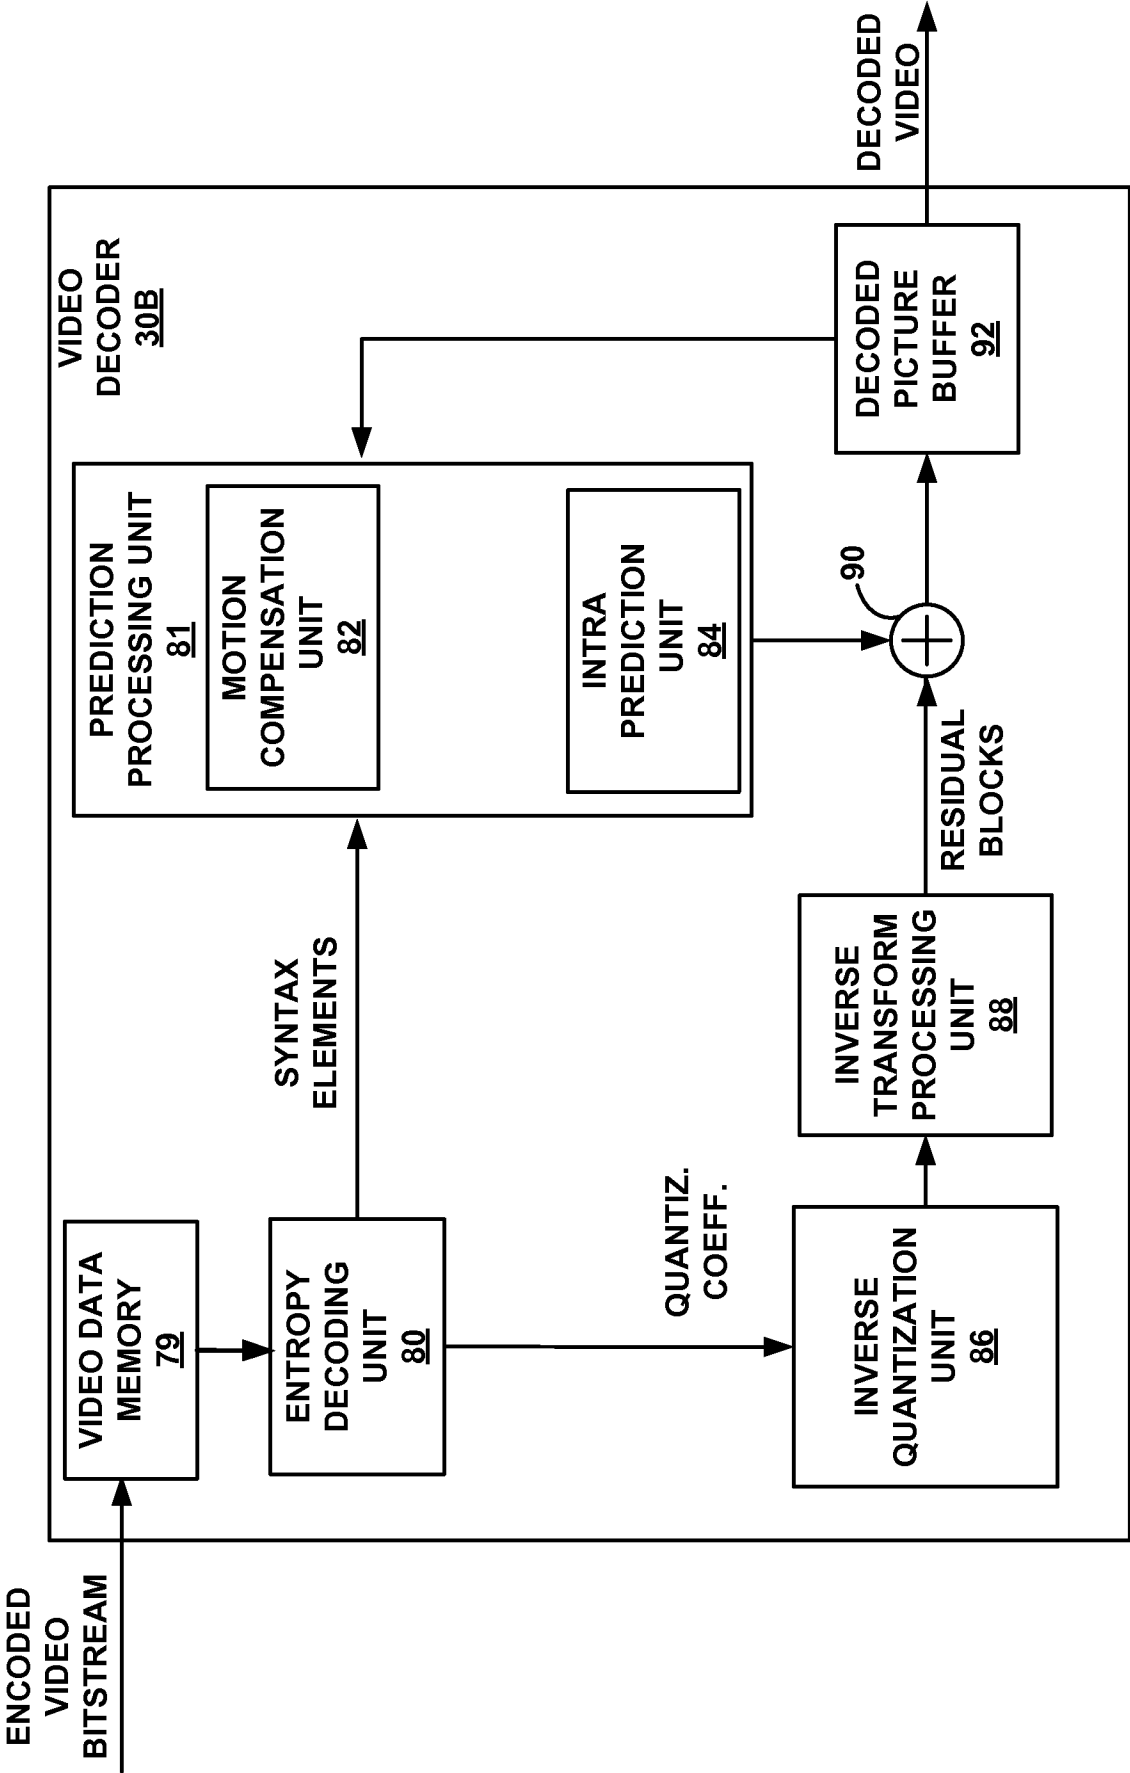 ENCODED
VIDEO
BITSTREAM
VIDEO DATA
MEMORY
79
ENTROPY
DECODING
UNIT
80
SYNTAX
ELEMENTS
QUANTIZ.
COEFF.
INVERSE
QUANTIZATION
UNIT
86
INVERSE
TRANSFORM
PROCESSING
UNIT
88
RESIDUAL
BLOCKS
PREDICTION
PROCESSING UNIT
81
MOTION
COMPENSATION
UNIT
82
INTRA
PREDICTION
UNIT
84
90
VIDEO
DECODER
30B
DECODED
PICTURE
BUFFER
92
DECODED
VIDEO